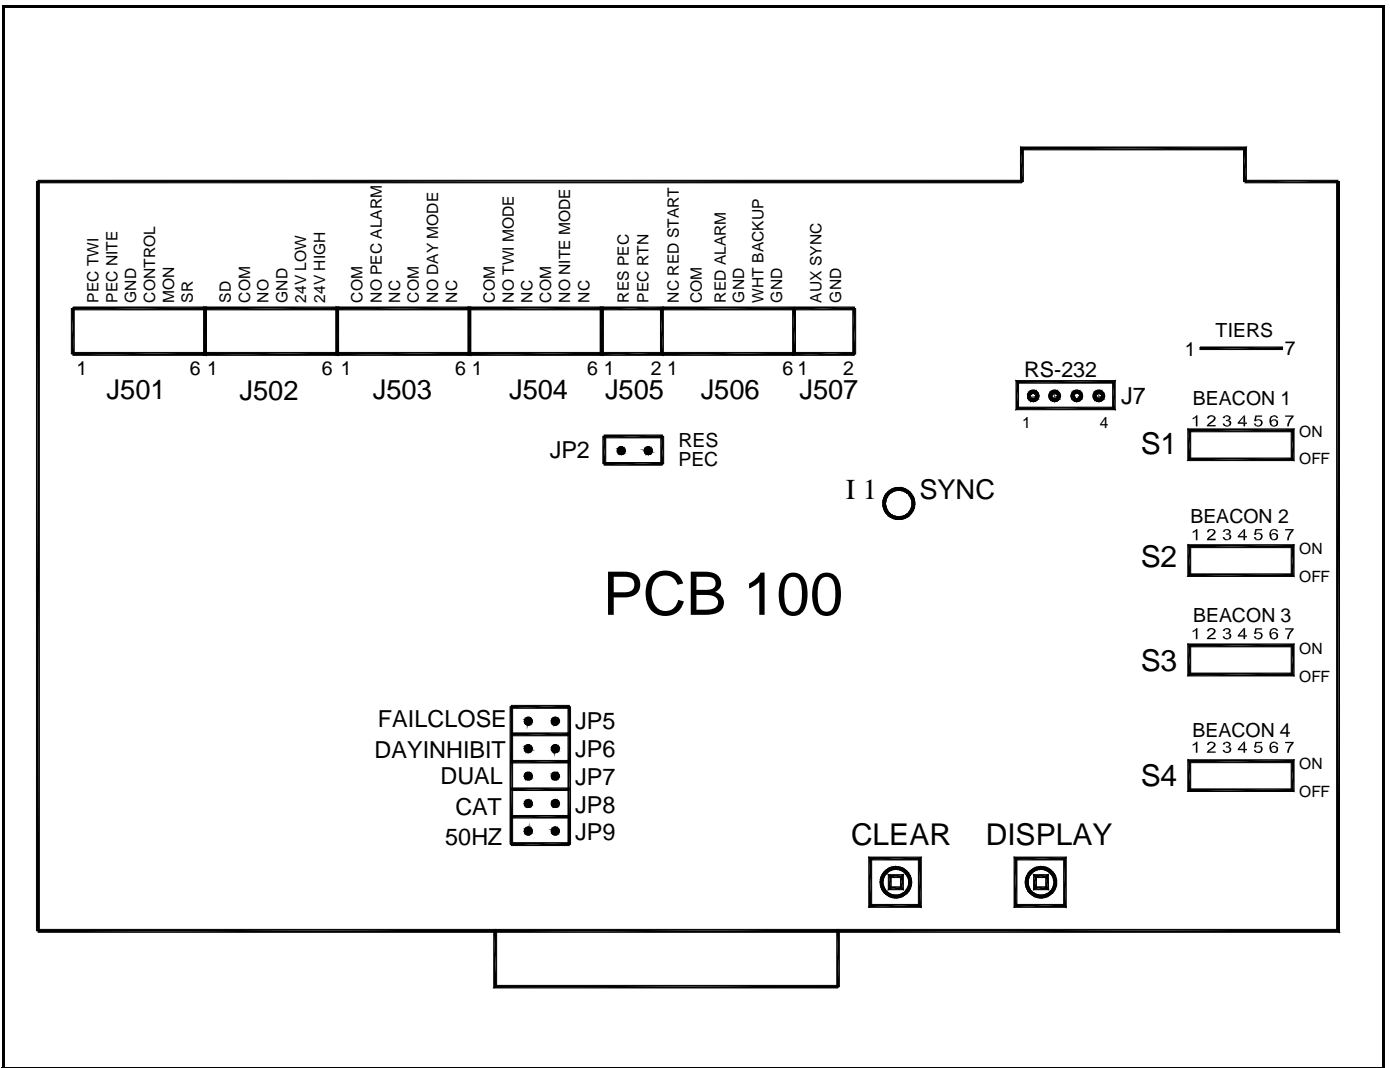 PEC TWI
PEC NITE
GND
CONTROL
MON
SR
SD
COM
NO
GND
24V LOW
24V HIGH
COM
NO PEC ALARM
NC
COM
NO DAY MODE
NC
COM
NO TWI MODE
NC
COM
NO NITE MODE
NC
RES PEC
PEC RTN
NC RED START
COM
RED ALARM
GND
WHT BACKUP
GND
AUX SYNC
GND
1 6 1 6 1 6 1 6 1 2 1 6 1 2
J501 J502 J503 J504 J505 J506 J507
TIERS
1 7
RS-232
J7
1 4
JP2
RES
PEC
I 1 SYNC
BEACON 1
1 2 3 4 5 6 7
S1
ON
OFF
BEACON 2
1 2 3 4 5 6 7
S2
ON
OFF
PCB 100
BEACON 3
1 2 3 4 5 6 7
S3
ON
OFF
BEACON 4
1 2 3 4 5 6 7
S4
ON
OFF
FAILCLOSE JP5
DAYINHIBIT JP6
DUAL JP7
CAT JP8
50HZ JP9
CLEAR DISPLAY